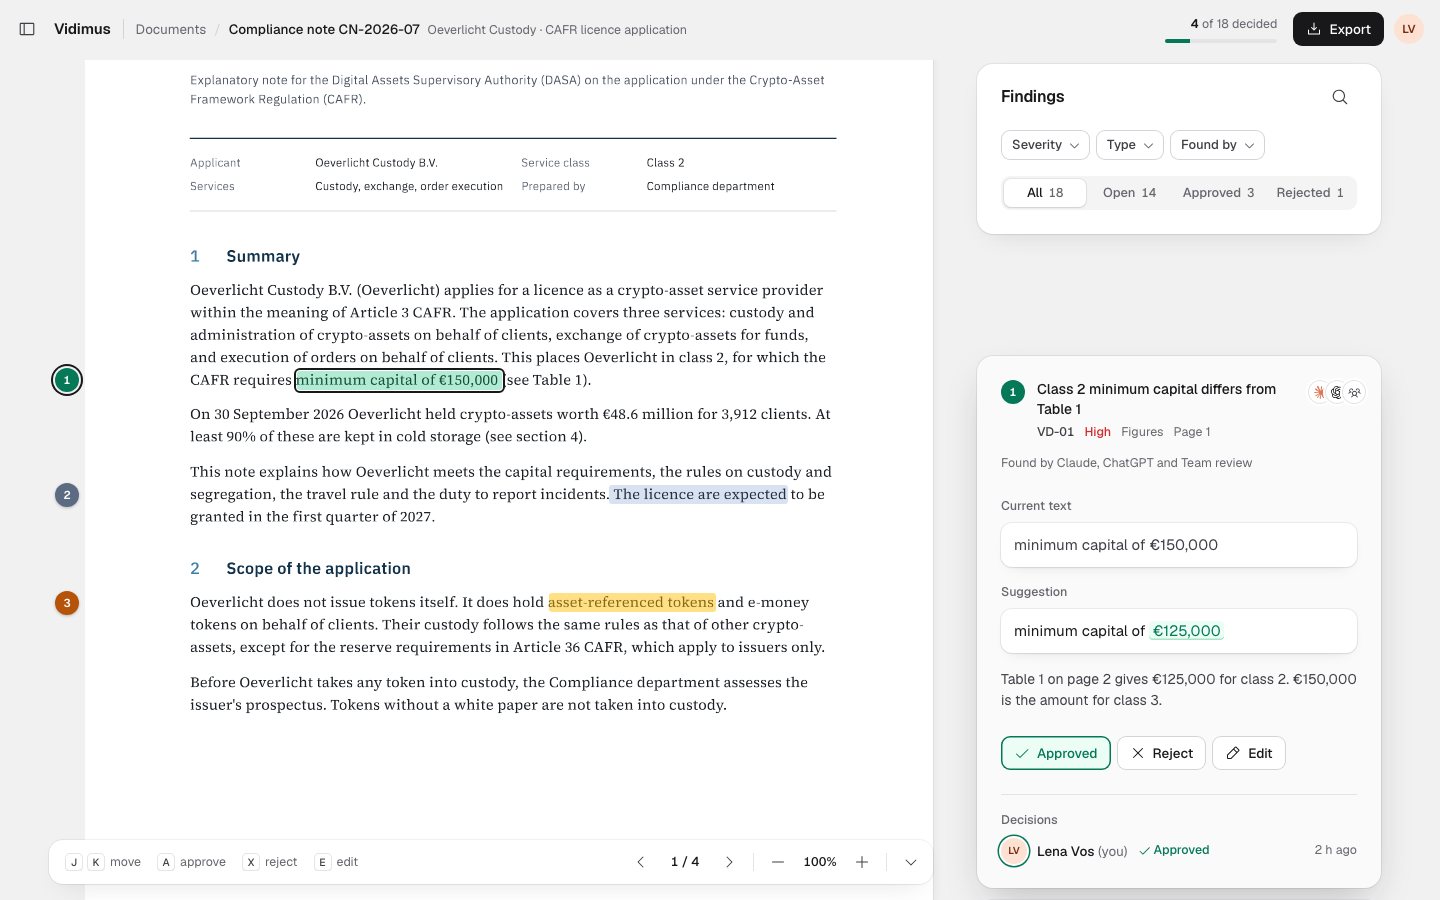 Vidimus
Documents / Compliance note CN-2026-07 Oeverlicht Custody · CAFR licence application
4 of 18 decided
Export
LV
Explanatory note for the Digital Assets Supervisory Authority (DASA) on the application under the Crypto-Asset
Framework Regulation (CAFR).
Applicant Oeverlicht Custody B.V. Service class Class 2
Services Custody, exchange, order execution Prepared by Compliance department
1 Summary
Oeverlicht Custody B.V. (Oeverlicht) applies for a licence as a crypto-asset service provider
within the meaning of Article 3 CAFR. The application covers three services: custody and
administration of crypto-assets on behalf of clients, exchange of crypto-assets for funds,
and execution of orders on behalf of clients. This places Oeverlicht in class 2, for which the
1
CAFR requires minimum capital of €150,000 (see Table 1).
On 30 September 2026 Oeverlicht held crypto-assets worth €48.6 million for 3,912 clients. At
least 90% of these are kept in cold storage (see section 4).
This note explains how Oeverlicht meets the capital requirements, the rules on custody and
2
segregation, the travel rule and the duty to report incidents. The licence are expected to be
granted in the first quarter of 2027.
2 Scope of the application
3
Oeverlicht does not issue tokens itself. It does hold asset-referenced tokens and e-money
tokens on behalf of clients. Their custody follows the same rules as that of other crypto-
assets, except for the reserve requirements in Article 36 CAFR, which apply to issuers only.
Before Oeverlicht takes any token into custody, the Compliance department assesses the
issuer's prospectus. Tokens without a white paper are not taken into custody.
J K move A approve X reject E edit
1 / 4
100%
Findings
Severity Type Found by
All 18 Open 14 Approved 3 Rejected 1
1 Class 2 minimum capital differs from
Table 1
VD-01 High Figures Page 1
Found by Claude, ChatGPT and Team review
Current text
minimum capital of €150,000
Suggestion
minimum capital of €125,000
Table 1 on page 2 gives €125,000 for class 2. €150,000
is the amount for class 3.
Approved Reject Edit
Decisions
LV Lena Vos (you) Approved 2 h ago